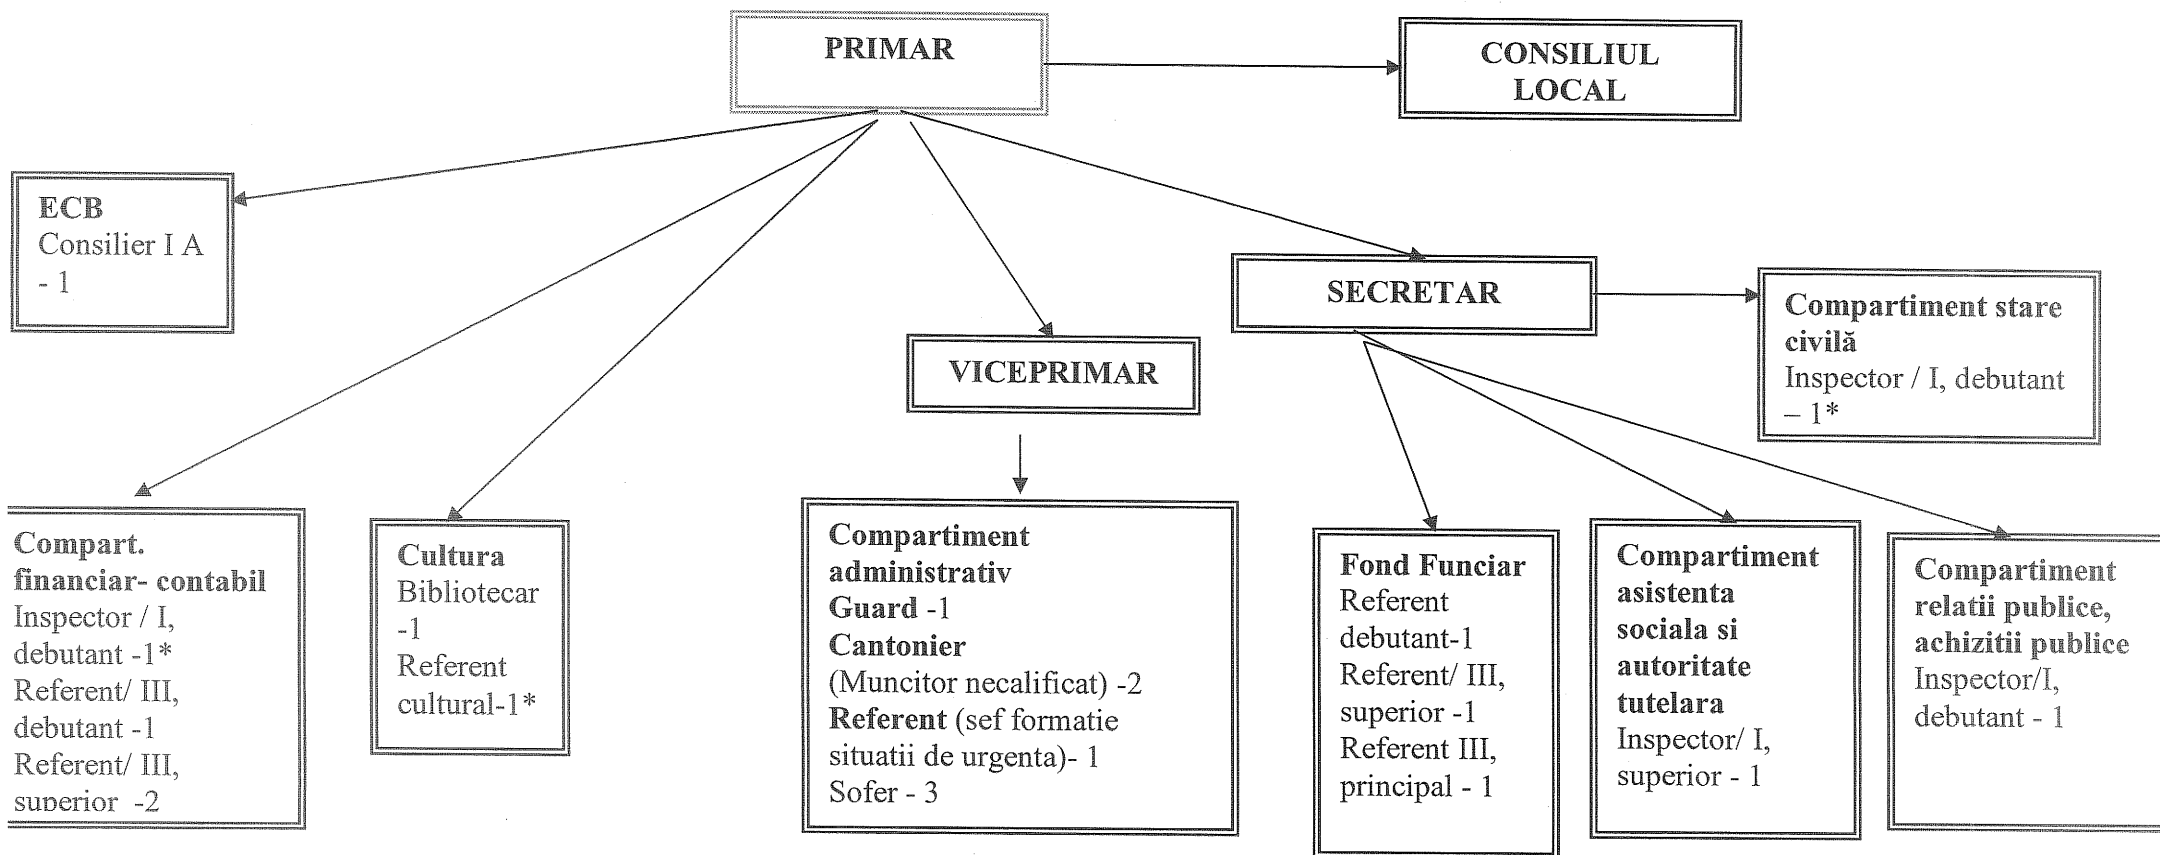 PRIMAR
CONSILIUL
LOCAL
ECB
Consilier I A
- 1
SECRETAR
Compartiment stare
civilă
Inspector / I, debutant
– 1*
VICEPRIMAR
Compart.
financiar- contabil
Inspector / I,
debutant -1*
Referent/ III,
debutant -1
Referent/ III,
superior -2
Cultura
Bibliotecar
-1
Referent
cultural-1*
Compartiment
administrativ
Guard -1
Cantonier
(Muncitor necalificat) -2
Referent (sef formatie
situatii de urgenta)- 1
Sofer - 3
Fond Funciar
Referent
debutant-1
Referent/ III,
superior -1
Referent III,
principal - 1
Compartiment
asistenta
sociala si
autoritate
tutelara
Inspector/ I,
superior - 1
Compartiment
relatii publice,
achizitii publice
Inspector/I,
debutant - 1